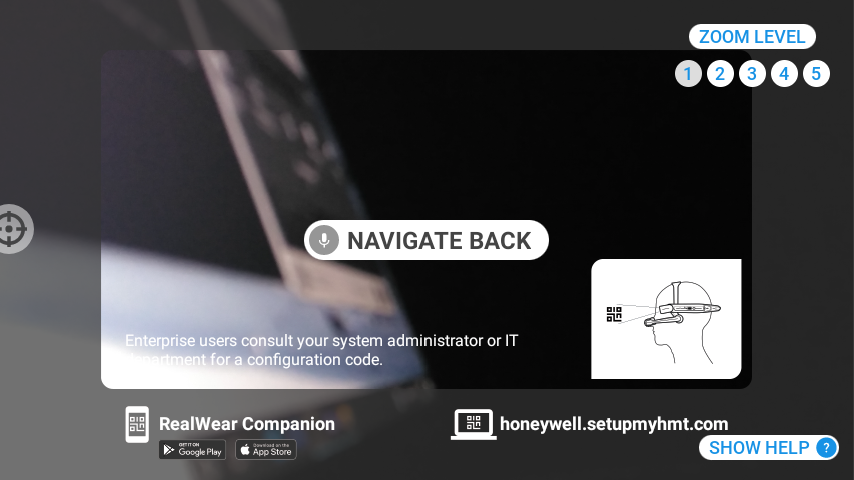 ZOOM LEVEL
1 2 3 4 5
NAVIGATE BACK
Enterprise users consult your system administrator or IT
department for a configuration code.
RealWear Companion
GET IT ON
Google Play
Download on the
App Store
honeywell.setupmyhmt.com
SHOW HELP ?